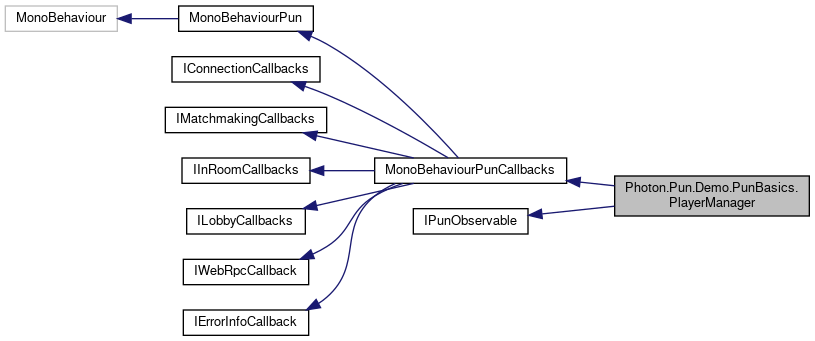 MonoBehaviour
MonoBehaviourPun
IConnectionCallbacks
IMatchmakingCallbacks
IInRoomCallbacks
MonoBehaviourPunCallbacks
Photon.Pun.Demo.PunBasics.
PlayerManager
ILobbyCallbacks
IPunObservable
IWebRpcCallback
IErrorInfoCallback